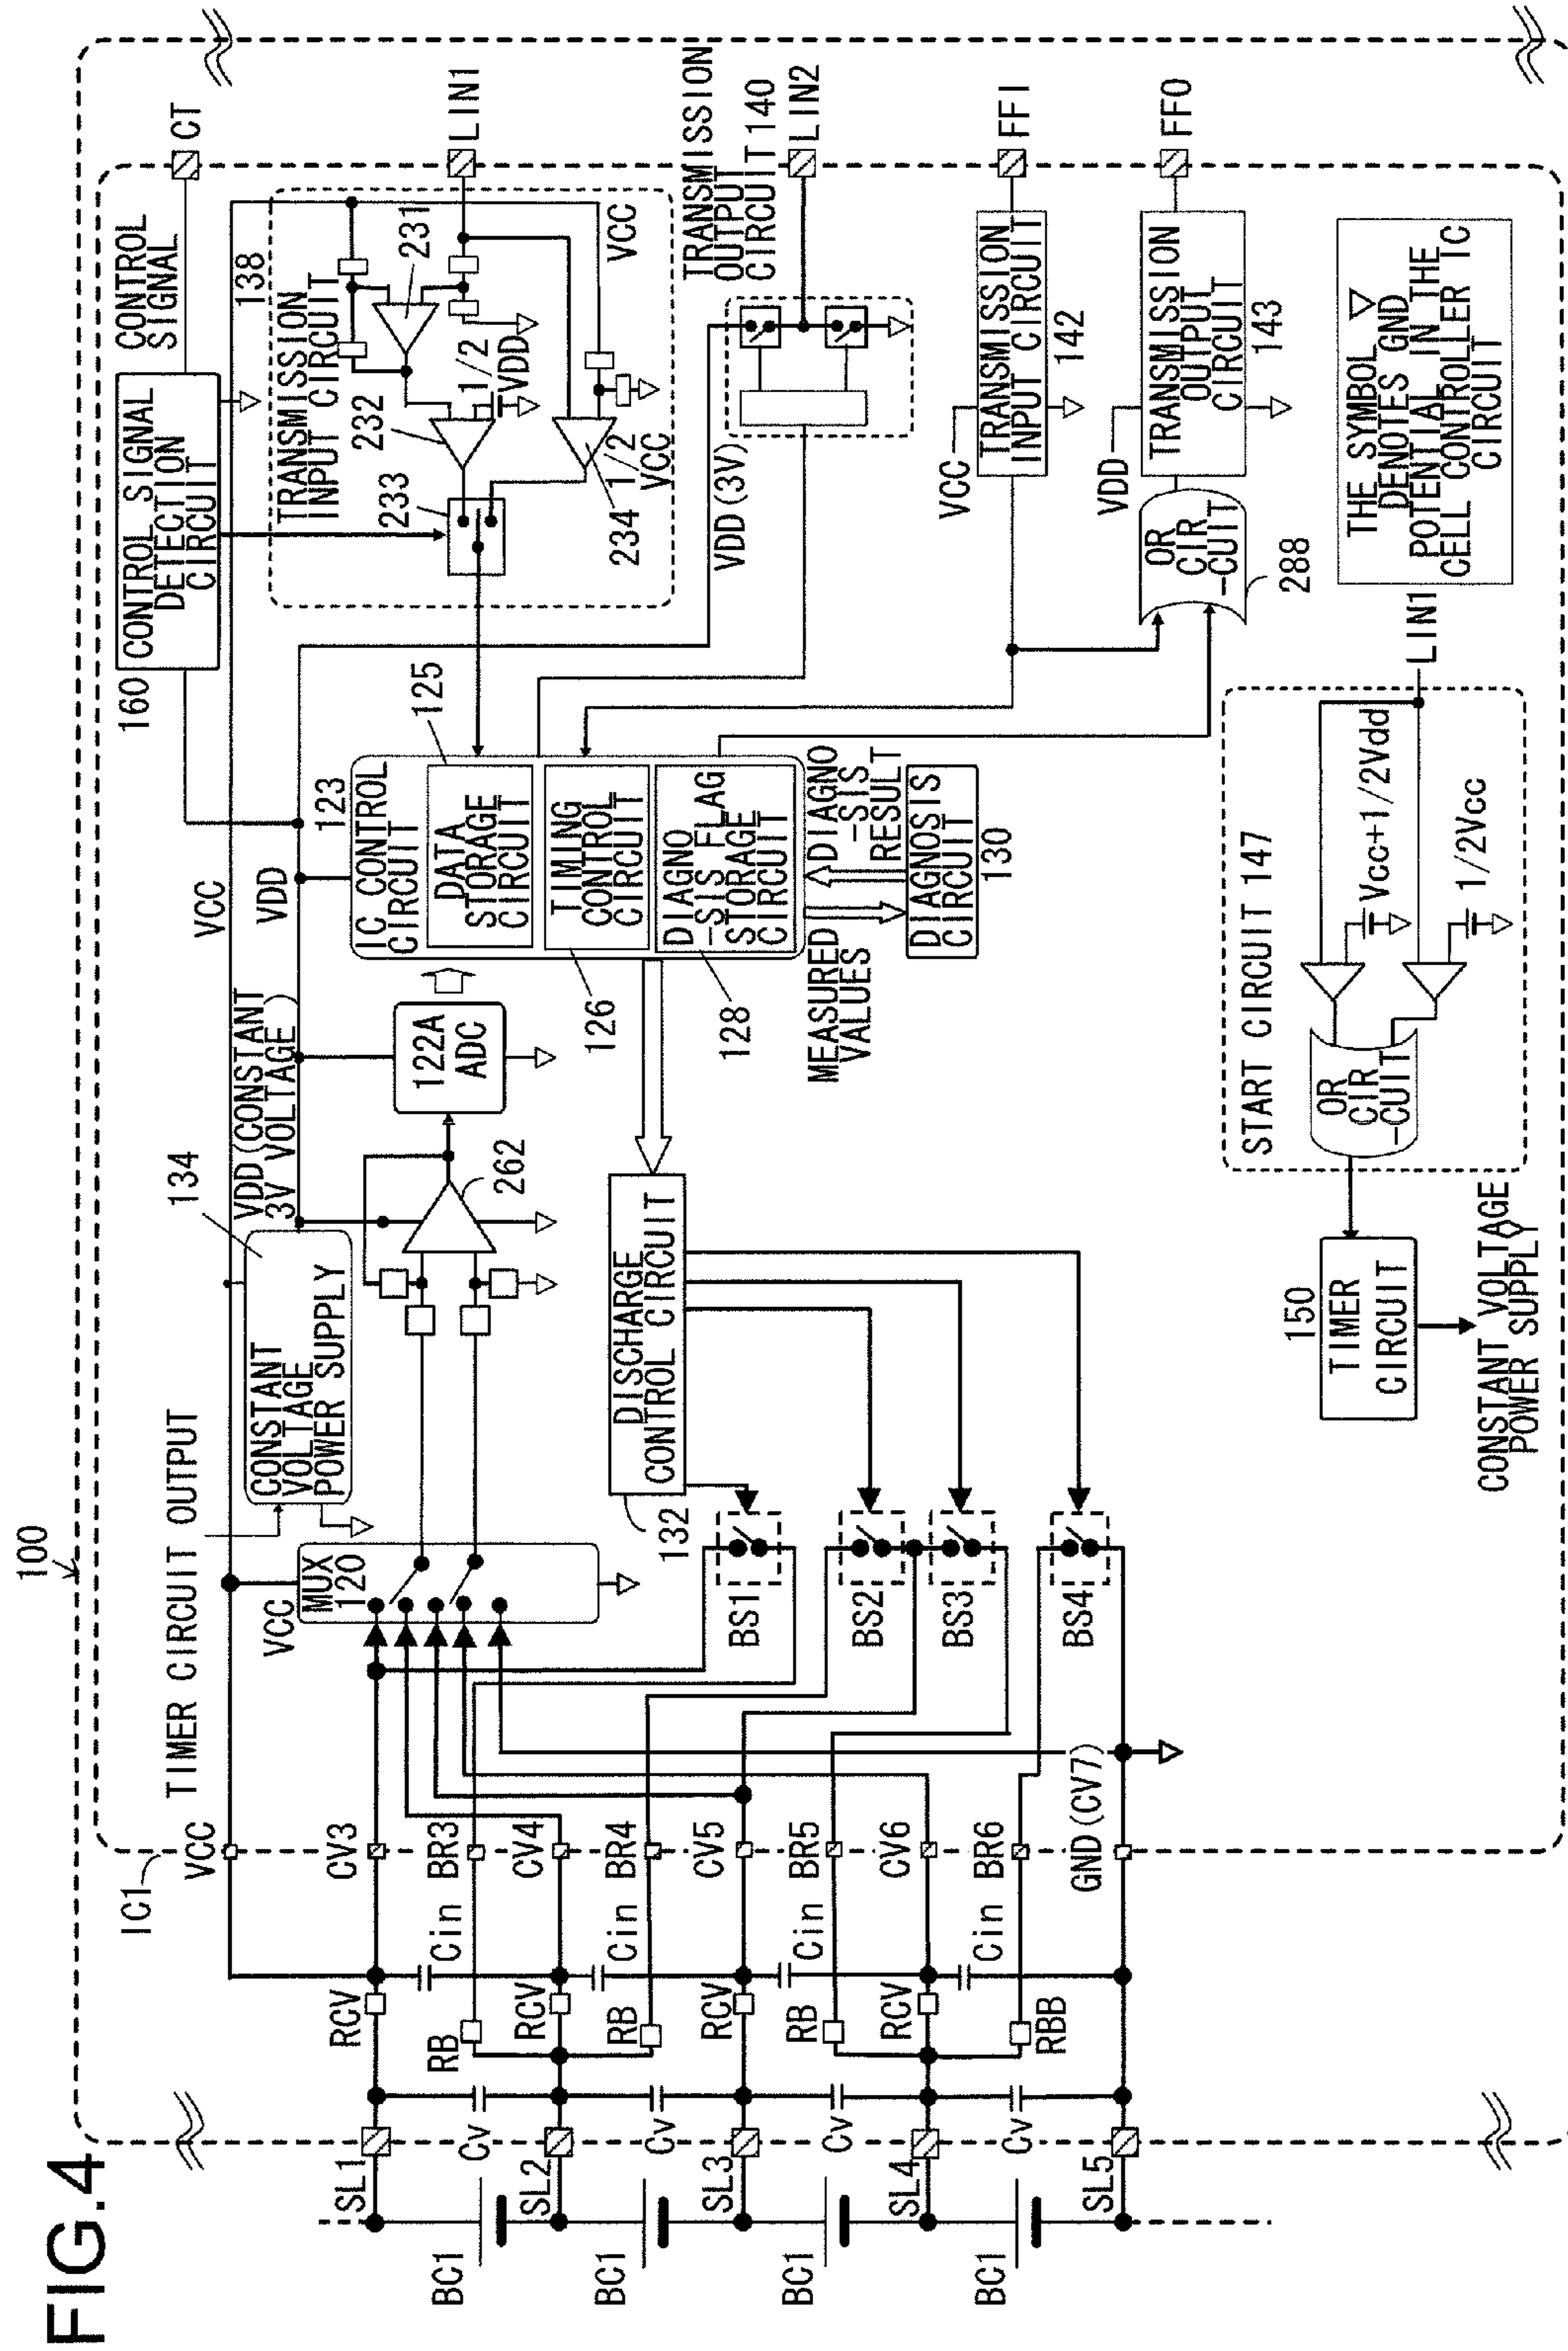 FIG.4
100
IC1
TIMER CIRCUIT OUTPUT
134
CONSTANT
VOLTAGE
POWER SUPPLY
VDD (CONSTANT
3V VOLTAGE)
VCC
VDD
160
CONTROL SIGNAL
DETECTION
CIRCUIT
CONTROL
SIGNAL
CT
VCC
VCC
MUX
120
262
122A
ADC
123
IC CONTROL
CIRCUIT
125
DATA
STORAGE
CIRCUIT
126
TIMING
CONTROL
CIRCUIT
128
DIAGNO
-SIS FLAG
STORAGE
CIRCUIT
MEASURED
VALUES
DIAGNO
-SIS
RESULT
DIAGNOSIS
CIRCUIT
130
138
TRANSMISSION
INPUT CIRCUIT
231
232
233
234
1/2
VDD
1/2
VCC
VCC
LIN1
TRANSMISSION
OUTPUT
CIRCUIT 140
LIN2
VDD (3V)
VCC
TRANSMISSION
INPUT CIRCUIT
142
FFI
VDD
TRANSMISSION
OUTPUT
CIRCUIT
143
FFO
OR
CIR
-CUIT
288
THE SYMBOL ▽
DENOTES GND
POTENTIAL IN THE
CELL CONTROLLER IC
CIRCUIT
DISCHARGE
CONTROL CIRCUIT
132
BS1
BS2
BS3
BS4
CV3
BR3
CV4
BR4
CV5
BR5
CV6
BR6
GND (CV7)
Cin
Cin
Cin
Cin
RCV
RB
RCV
RB
RCV
RB
RCV
RBB
Cv
Cv
Cv
Cv
SL1
SL2
SL3
SL4
SL5
BC1
BC1
BC1
BC1
START CIRCUIT 147
LIN1
Vcc+1/2Vdd
1/2Vcc
OR
CIR
-CUIT
150
TIMER
CIRCUIT
CONSTANT VOLTAGE
POWER SUPPLY